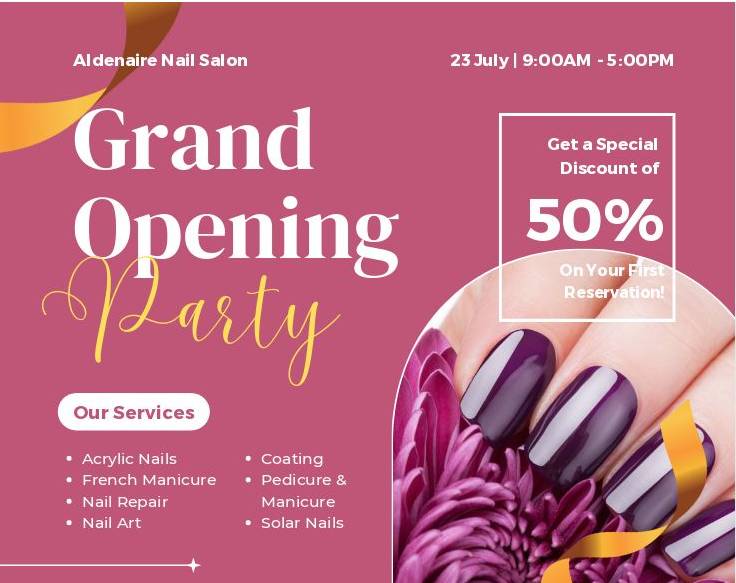 Aldenaire Nail Salon
23 July | 9:00AM - 5:00PM
Grand
Opening
Party
Get a Special
Discount of
50%
On Your First
Reservation!
Our Services
• Acrylic Nails
• French Manicure
• Nail Repair
• Nail Art
• Coating
• Pedicure &
Manicure
• Solar Nails